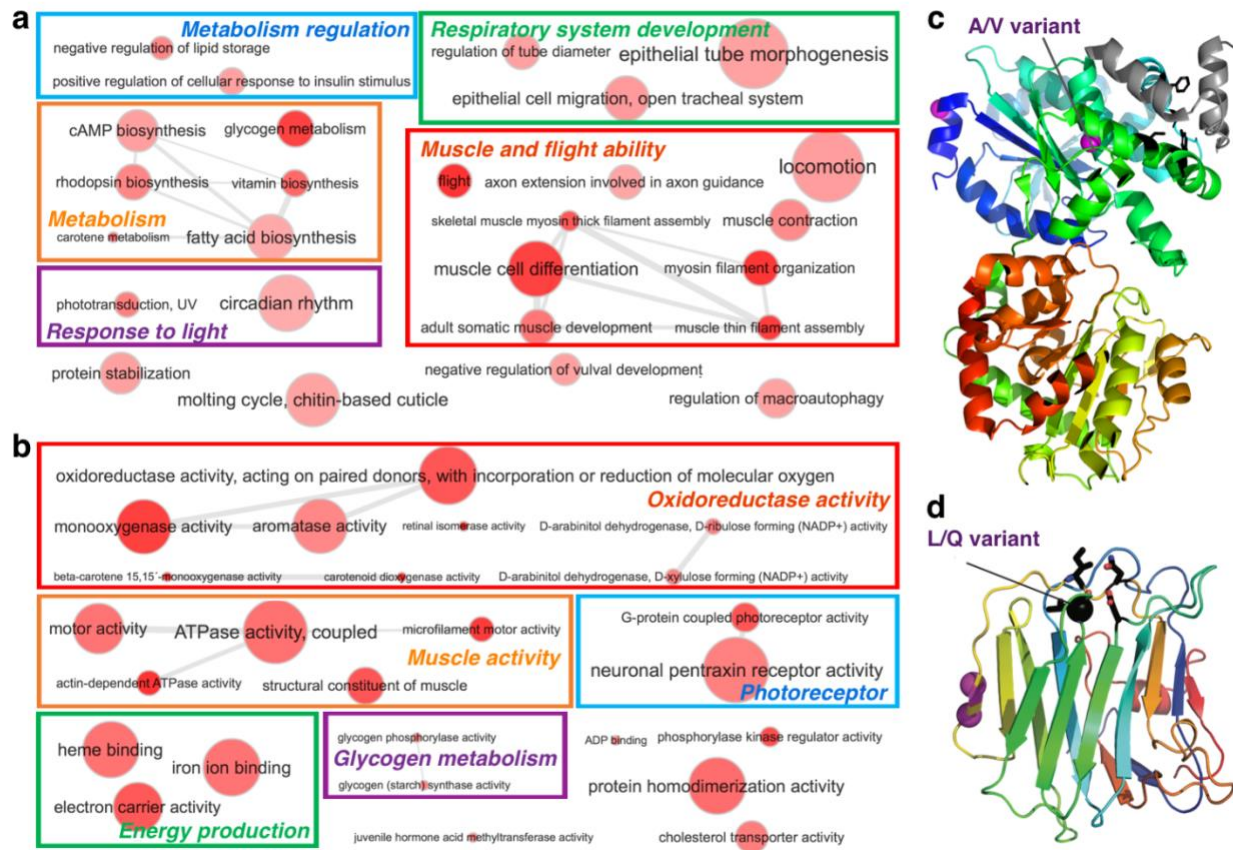 a
Metabolism regulation
negative regulation of lipid storage
positive regulation of cellular response to insulin stimulus
Respiratory system development
regulation of tube diameter
epithelial tube morphogenesis
epithelial cell migration, open tracheal system
cAMP biosynthesis
glycogen metabolism
rhodopsin biosynthesis
vitamin biosynthesis
Metabolism
carotene metabolism
fatty acid biosynthesis
Muscle and flight ability
locomotion
flight
axon extension involved in axon guidance
skeletal muscle myosin thick filament assembly
muscle contraction
muscle cell differentiation
myosin filament organization
adult somatic muscle development
muscle thin filament assembly
phototransduction, UV
circadian rhythm
Response to light
protein stabilization
negative regulation of vulval development
molting cycle, chitin-based cuticle
regulation of macroautophagy
b
oxidoreductase activity, acting on paired donors, with incorporation or reduction of molecular oxygen
Oxidoreductase activity
monooxygenase activity
aromatase activity
retinal isomerase activity
D-arabinitol dehydrogenase, D-ribulose forming (NADP+) activity
beta-carotene 15,15´-monooxygenase activity
carotenoid dioxygenase activity
D-arabinitol dehydrogenase, D-xylulose forming (NADP+) activity
motor activity
ATPase activity, coupled
microfilament motor activity
Muscle activity
actin-dependent ATPase activity
structural constituent of muscle
G-protein coupled photoreceptor activity
neuronal pentraxin receptor activity
Photoreceptor
heme binding
iron ion binding
electron carrier activity
Energy production
glycogen phosphorylase activity
Glycogen metabolism
glycogen (starch) synthase activity
ADP binding
phosphorylase kinase regulator activity
protein homodimerization activity
juvenile hormone acid methyltransferase activity
cholesterol transporter activity
c
A/V variant
d
L/Q variant